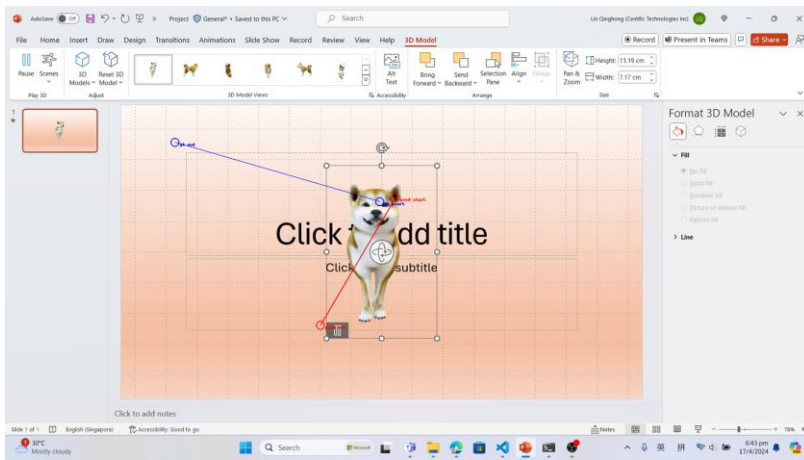 AutoSave Off Project General* • Saved to this PC Search Lin Qinghong (Centific Technologies Inc)
File Home Insert Draw Design Transitions Animations Slide Show Record Review View Help 3D Model Record Present in Teams Share
Pause Scenes 3D Models Reset 3D Model Alt Text Bring Forward Send Backward Selection Pane Align Group Pan & Zoom Height: 11.19 cm Width: 7.17 cm
Play 3D Adjust 3D Model Views Accessibility Arrange Size
1
Format 3D Model
Fill
No fill
Solid fill
Gradient fill
Picture or texture fill
Pattern fill
Line
Click dd title
Click subtitle
Click to add notes
Slide 1 of 1 English (Singapore) Accessibility: Good to go Notes 78%
30°C
Mostly cloudy
Search
英 拼
6:43 pm
17/4/2024